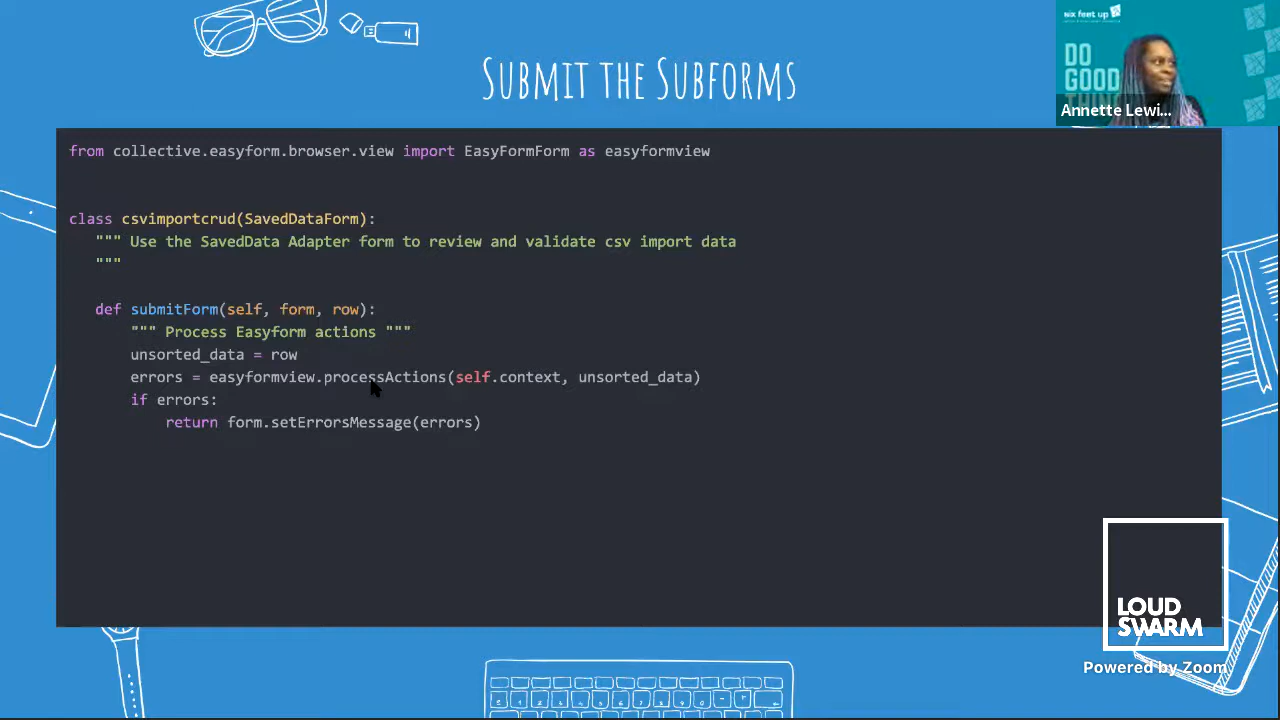 SUBMIT THE SUBFORMS
six feet up
DO
GOOD
Annette Lewi...
from collective.easyform.browser.view import EasyFormForm as easyformview
class csvimportcrud(SavedDataForm):
""" Use the SavedData Adapter form to review and validate csv import data
"""
def submitForm(self, form, row):
""" Process Easyform actions """
unsorted_data = row
errors = easyformview.processActions(self.context, unsorted_data)
if errors:
return form.setErrorsMessage(errors)
LOUD
SWARM
Powered by Zoom